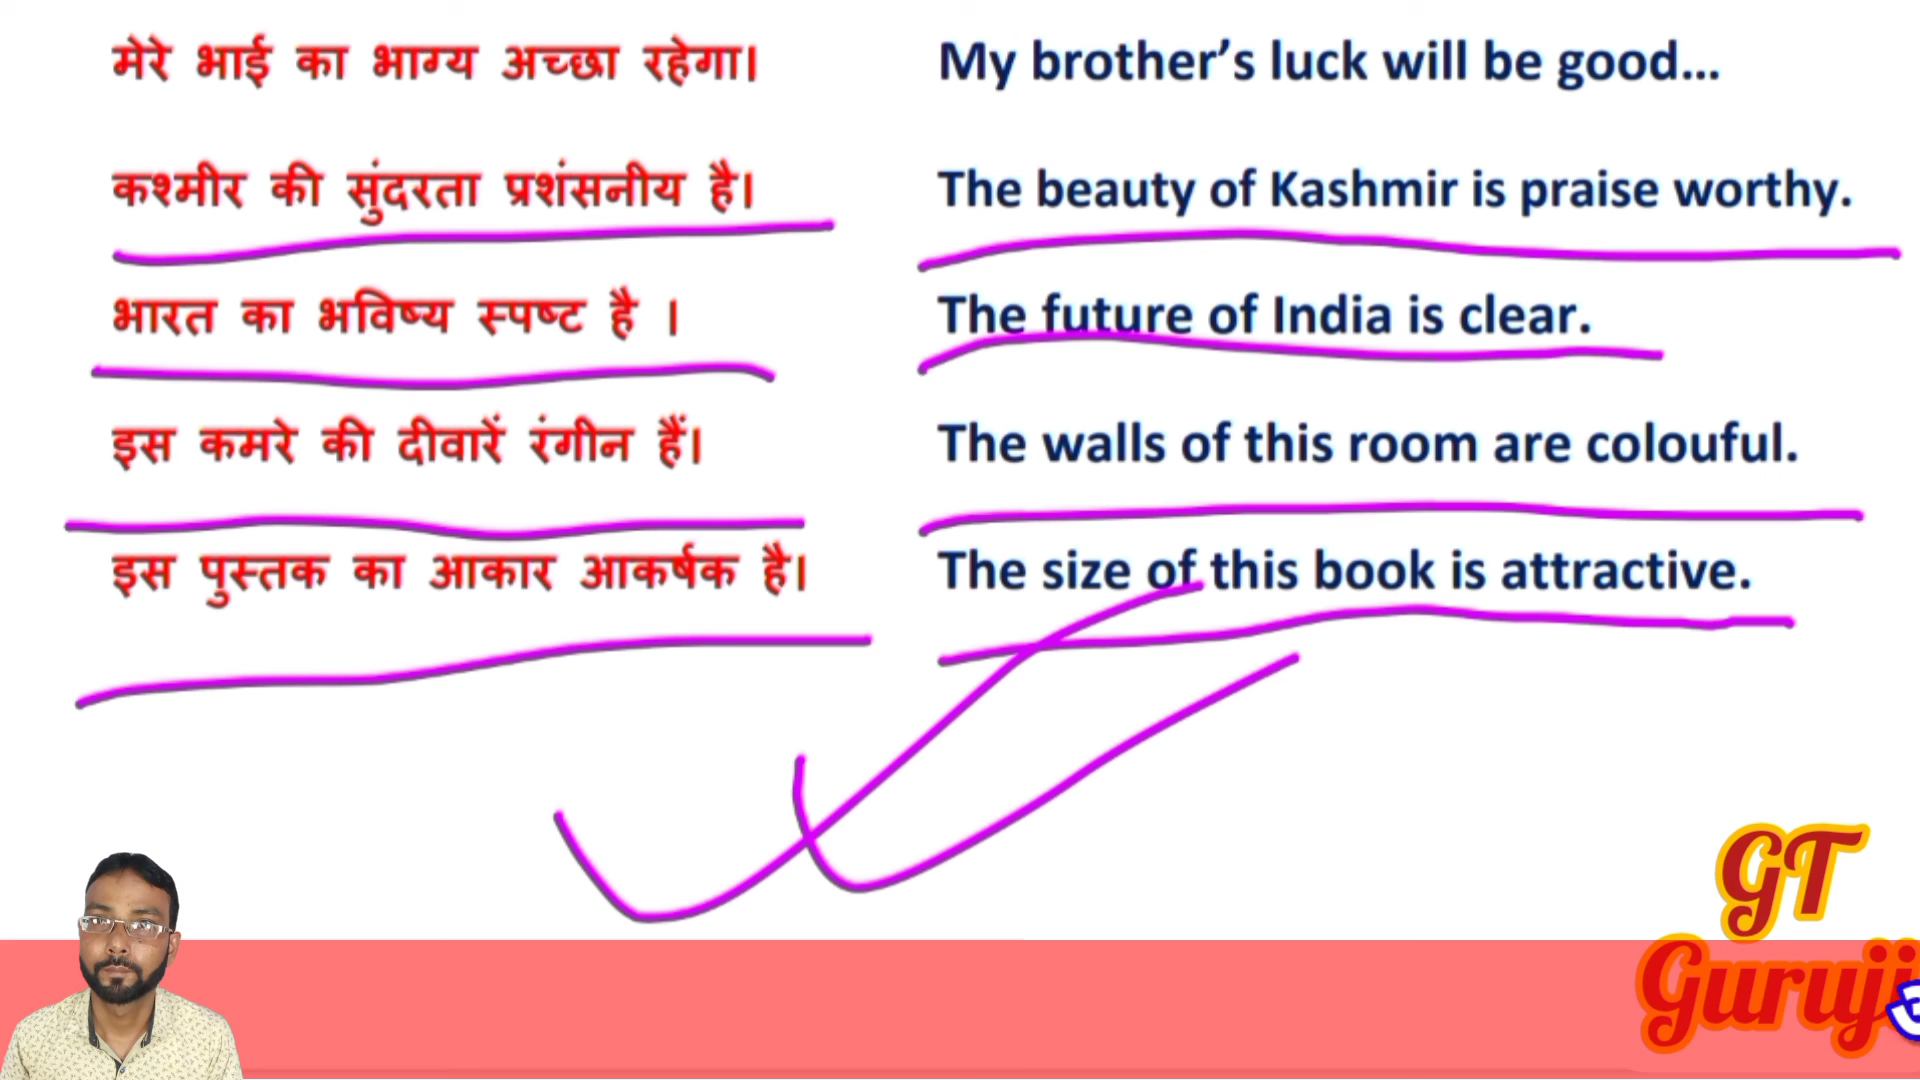 मेरे भाई का भाग्य अच्छा रहेगा। My brother’s luck will be good...
कश्मीर की सुंदरता प्रशंसनीय है। The beauty of Kashmir is praise worthy.
भारत का भविष्य स्पष्ट है । The future of India is clear.
इस कमरे की दीवारें रंगीन हैं। The walls of this room are colouful.
इस पुस्तक का आकार आकर्षक है। The size of this book is attractive.
GT
Guruji